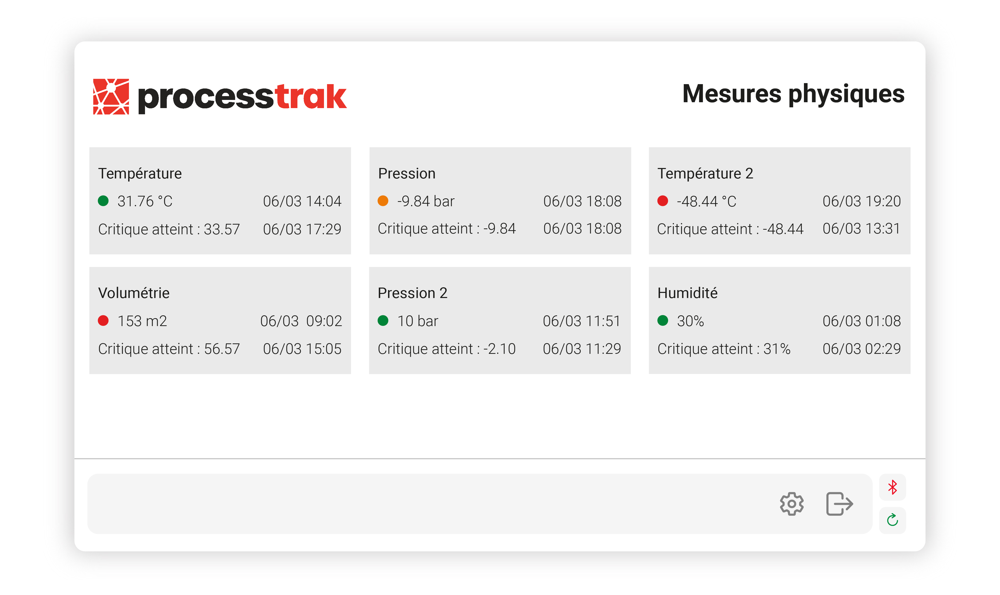 processtrak
Mesures physiques
Température
31.76 °C 06/03 14:04
Critique atteint : 33.57 06/03 17:29
Pression
-9.84 bar 06/03 18:08
Critique atteint : -9.84 06/03 18:08
Température 2
-48.44 °C 06/03 19:20
Critique atteint : -48.44 06/03 13:31
Volumétrie
153 m2 06/03 09:02
Critique atteint : 56.57 06/03 15:05
Pression 2
10 bar 06/03 11:51
Critique atteint : -2.10 06/03 11:29
Humidité
30% 06/03 01:08
Critique atteint : 31% 06/03 02:29